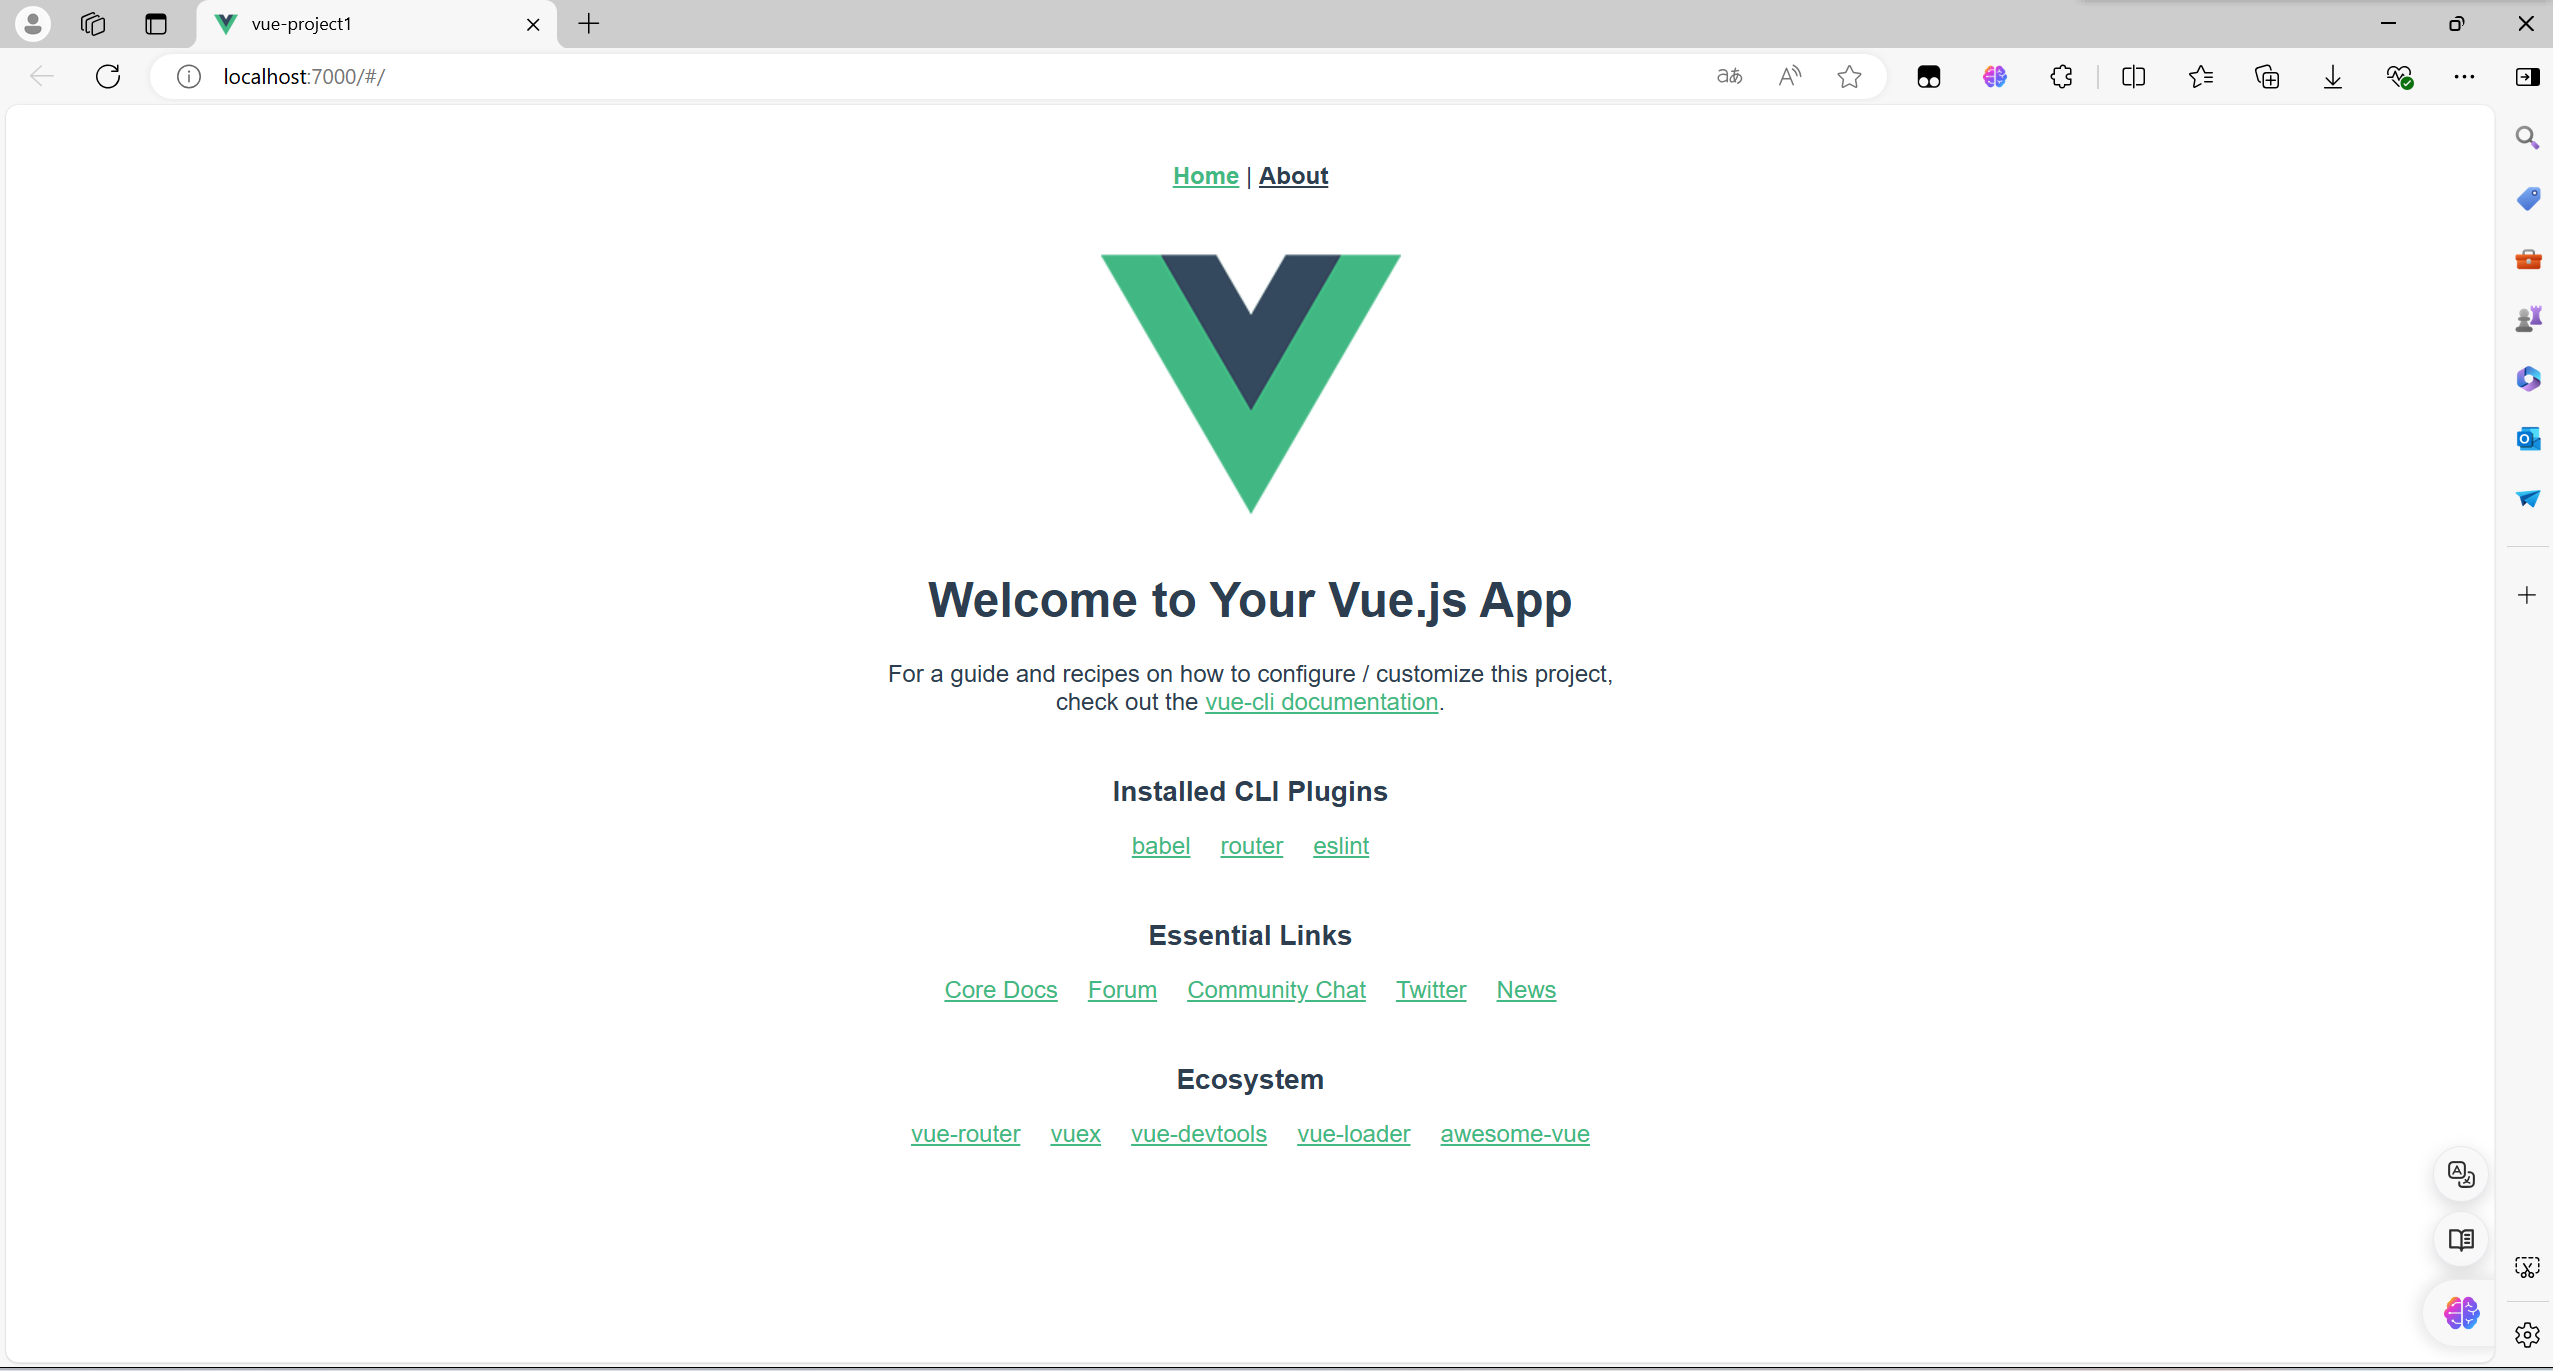 vue-project1
localhost:7000/#/
Home | About
Welcome to Your Vue.js App
For a guide and recipes on how to configure / customize this project,
check out the vue-cli documentation.
Installed CLI Plugins
babel router eslint
Essential Links
Core Docs Forum Community Chat Twitter News
Ecosystem
vue-router vuex vue-devtools vue-loader awesome-vue